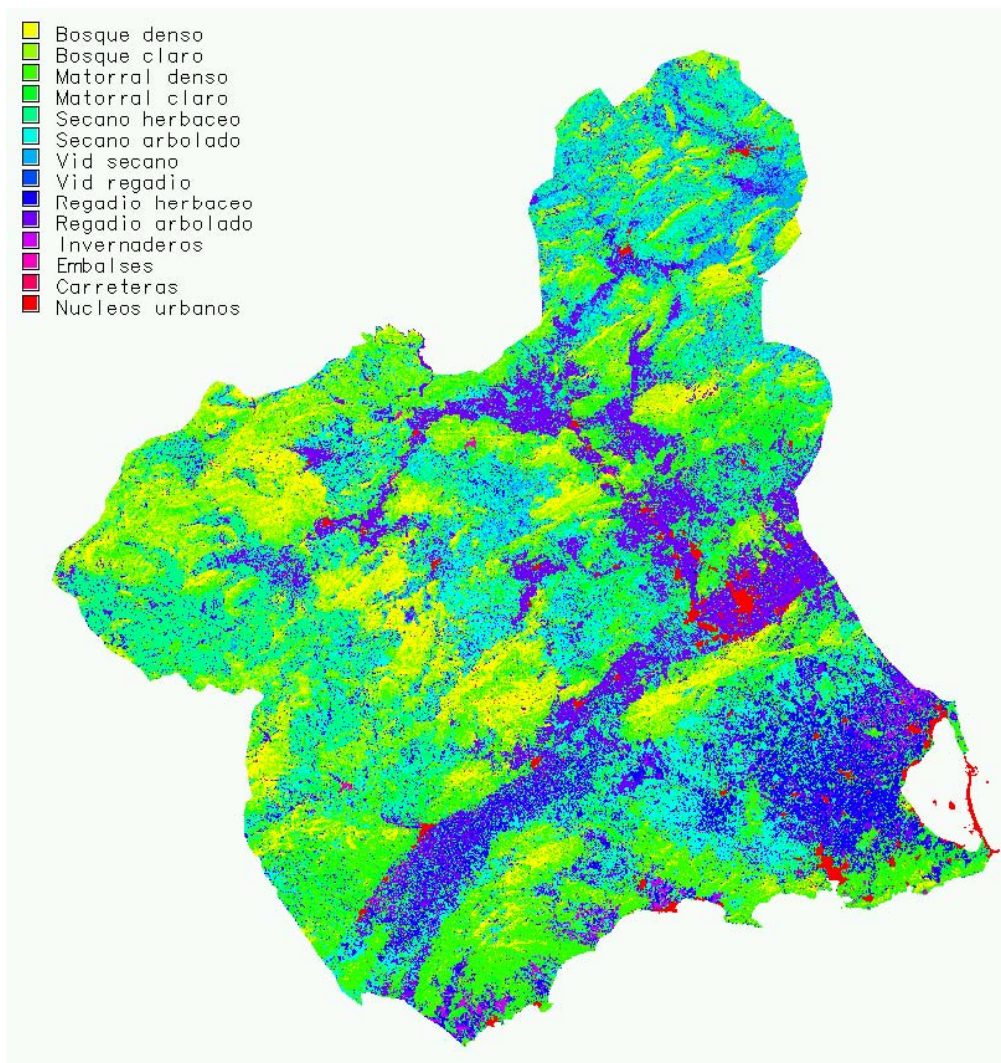 Bosque denso
Bosque claro
Matorral denso
Matorral claro
Secano herbaceo
Secano arbolado
Vid secano
Vid regadio
Regadio herbaceo
Regadio arbolado
Invernaderos
Embalses
Carreteras
Nucleos urbanos